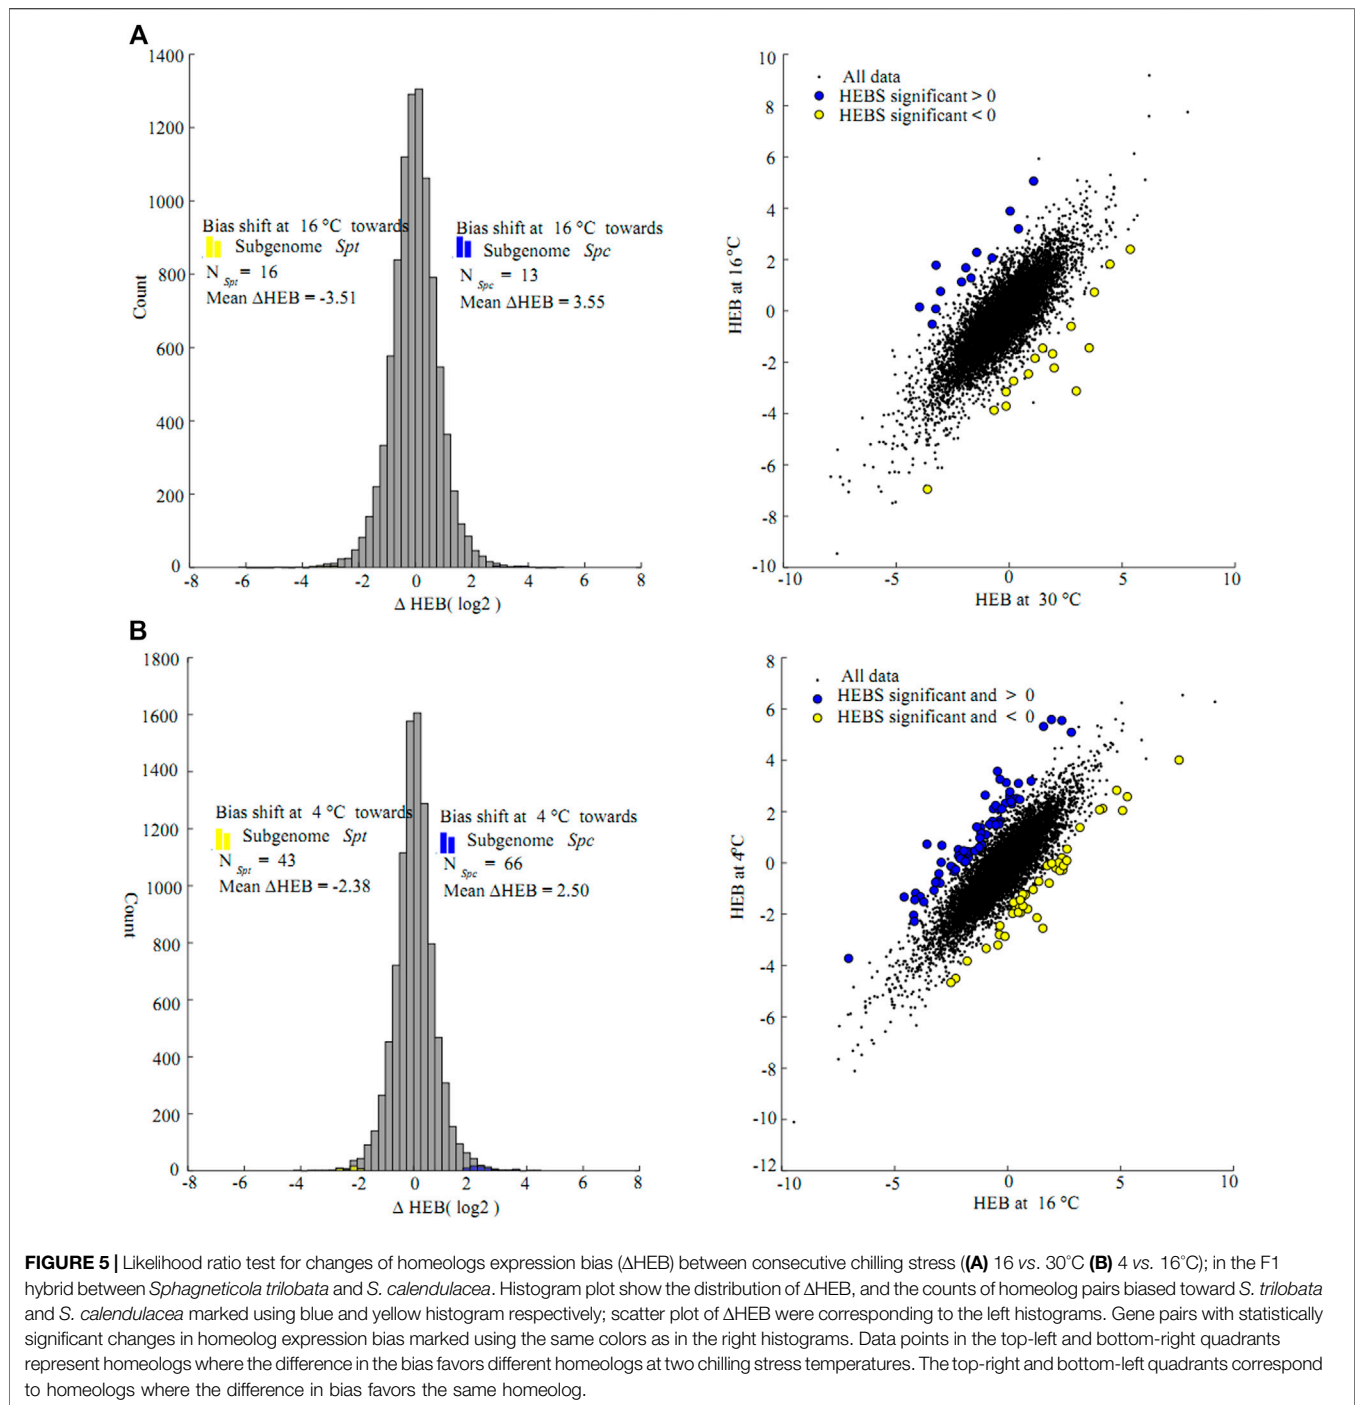 A
1400
1200
1000
800
600
400
200
0
Count
-8 -6 -4 -2 0 2 4 6 8
Δ HEB( log2 )
Bias shift at 16 °C towards
Subgenome Spt
N Spt = 16
Mean ΔHEB = -3.51
Bias shift at 16 °C towards
Subgenome Spc
N Spc = 13
Mean ΔHEB = 3.55
10
8
6
4
2
0
-2
-4
-6
-8
-10
HEB at 16°C
-10 -5 0 5 10
HEB at 30 °C
All data
HEBS significant > 0
HEBS significant < 0
B
1800
1600
1400
1200
1000
800
600
400
200
0
Count
-8 -6 -4 -2 0 2 4 6 8
Δ HEB( log2 )
Bias shift at 4 °C towards
Subgenome Spt
N Spt = 43
Mean ΔHEB = -2.38
Bias shift at 4 °C towards
Subgenome Spc
N Spc = 66
Mean ΔHEB = 2.50
8
6
4
2
0
-2
-4
-6
-8
-10
-12
HEB at 4°C
-10 -5 0 5 10
HEB at 16 °C
All data
HEBS significant and > 0
HEBS significant and < 0
FIGURE 5 | Likelihood ratio test for changes of homeologs expression bias (ΔHEB) between consecutive chilling stress ((A) 16 vs. 30°C (B) 4 vs. 16°C); in the F1
hybrid between Sphagneticola trilobata and S. calendulacea. Histogram plot show the distribution of ΔHEB, and the counts of homeolog pairs biased toward S. trilobata
and S. calendulacea marked using blue and yellow histogram respectively; scatter plot of ΔHEB were corresponding to the left histograms. Gene pairs with statistically
significant changes in homeolog expression bias marked using the same colors as in the right histograms. Data points in the top-left and bottom-right quadrants
represent homeologs where the difference in the bias favors different homeologs at two chilling stress temperatures. The top-right and bottom-left quadrants correspond
to homeologs where the difference in bias favors the same homeolog.